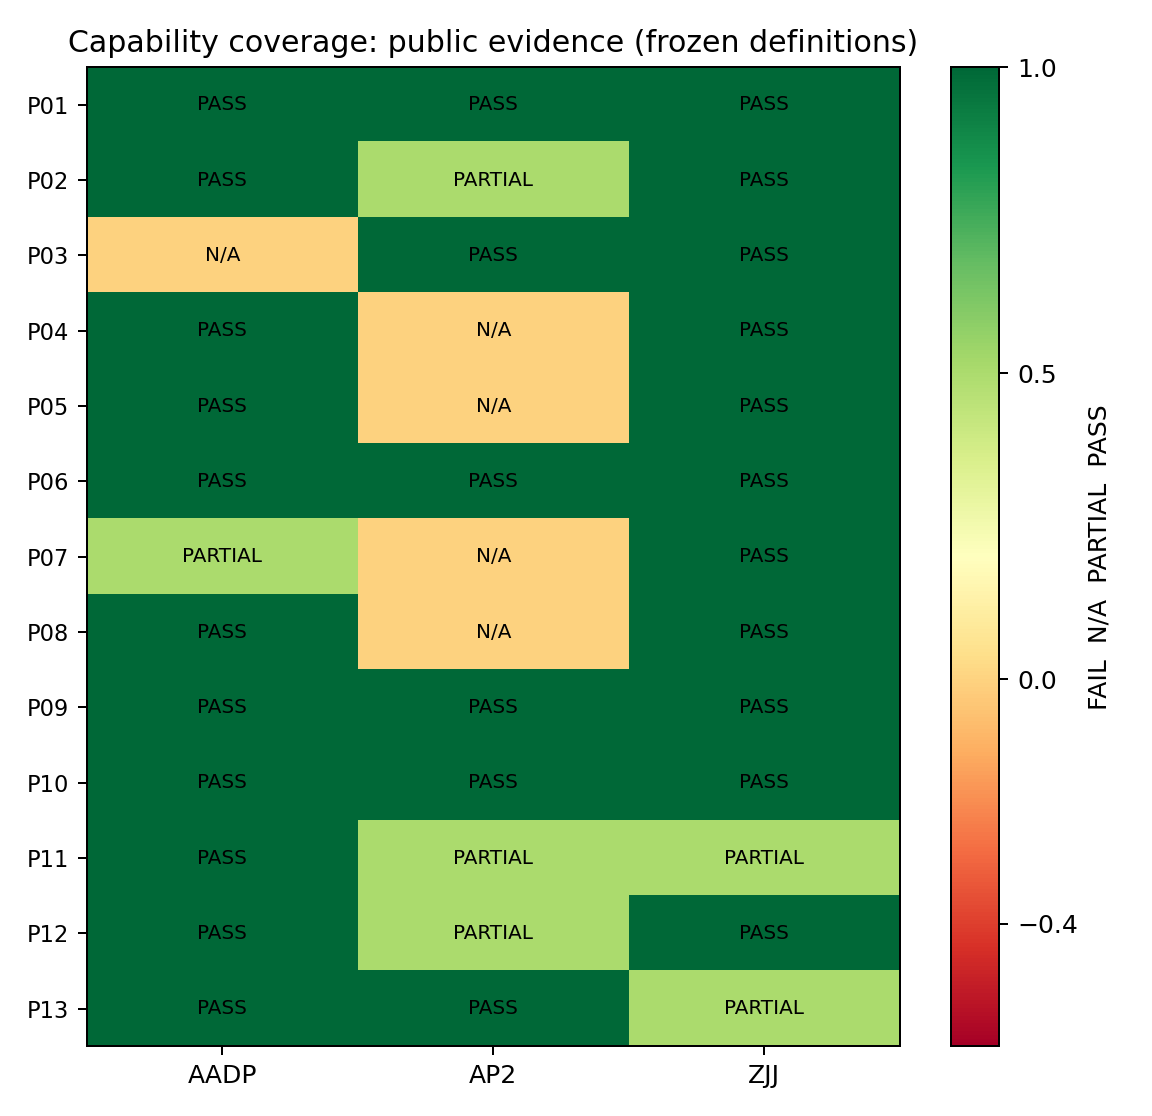 Capability coverage: public evidence (frozen definitions)
P01 PASS PASS PASS
P02 PASS PARTIAL PASS
P03 N/A PASS PASS
P04 PASS N/A PASS
P05 PASS N/A PASS
P06 PASS PASS PASS
P07 PARTIAL N/A PASS
P08 PASS N/A PASS
P09 PASS PASS PASS
P10 PASS PASS PASS
P11 PASS PARTIAL PARTIAL
P12 PASS PARTIAL PASS
P13 PASS PASS PARTIAL
AADP AP2 ZJJ
1.0
0.5
0.0
−0.4
FAIL N/A PARTIAL PASS